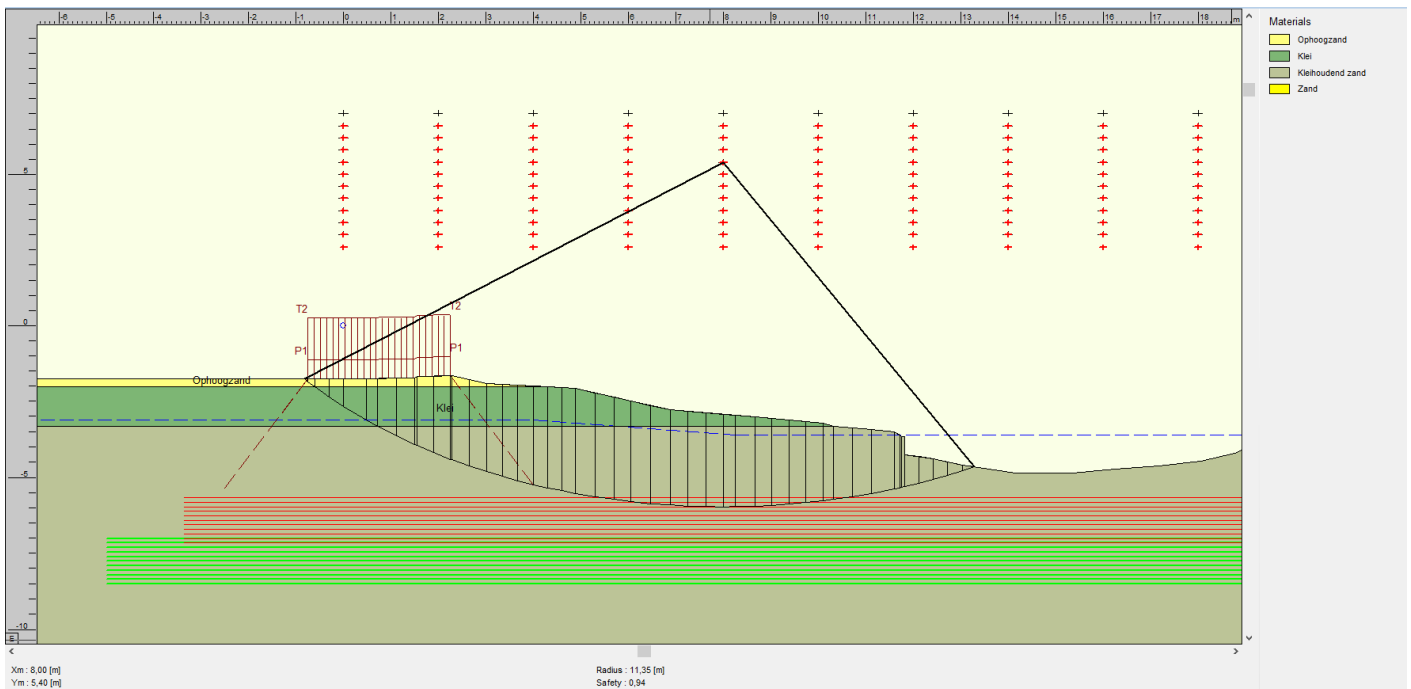 -6 -5 -4 -3 -2 -1 0 1 2 3 4 5 6 7 8 9 10 11 12 13 14 15 16 17 18 m
Materials
Ophoogzand
Klei
Kleihoudend zand
Zand
5
T2 T2
0
P1 P1
Ophoogzand
Klei
-5
-10
Xm : 8,00 [m] Radius : 11,35 [m]
Ym : 5,40 [m] Safety : 0,94